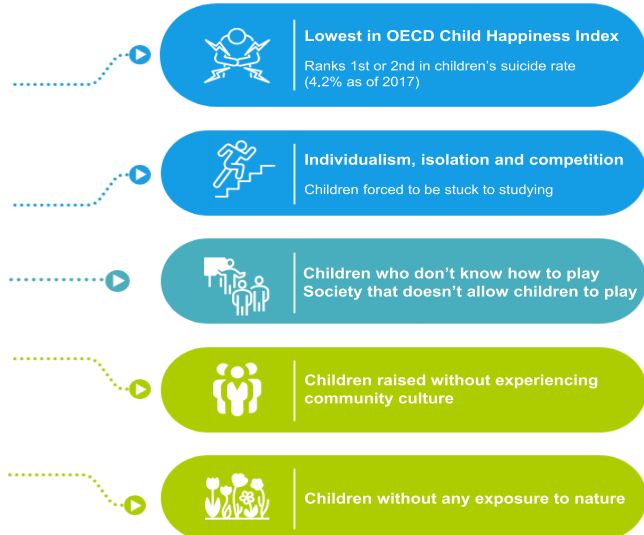 Lowest in OECD Child Happiness Index
Ranks 1st or 2nd in children's suicide rate
(4.2% as of 2017)
Individualism, isolation and competition
Children forced to be stuck to studying
Children who don't know how to play
Society that doesn't allow children to play
Children raised without experiencing
community culture
Children without any exposure to nature